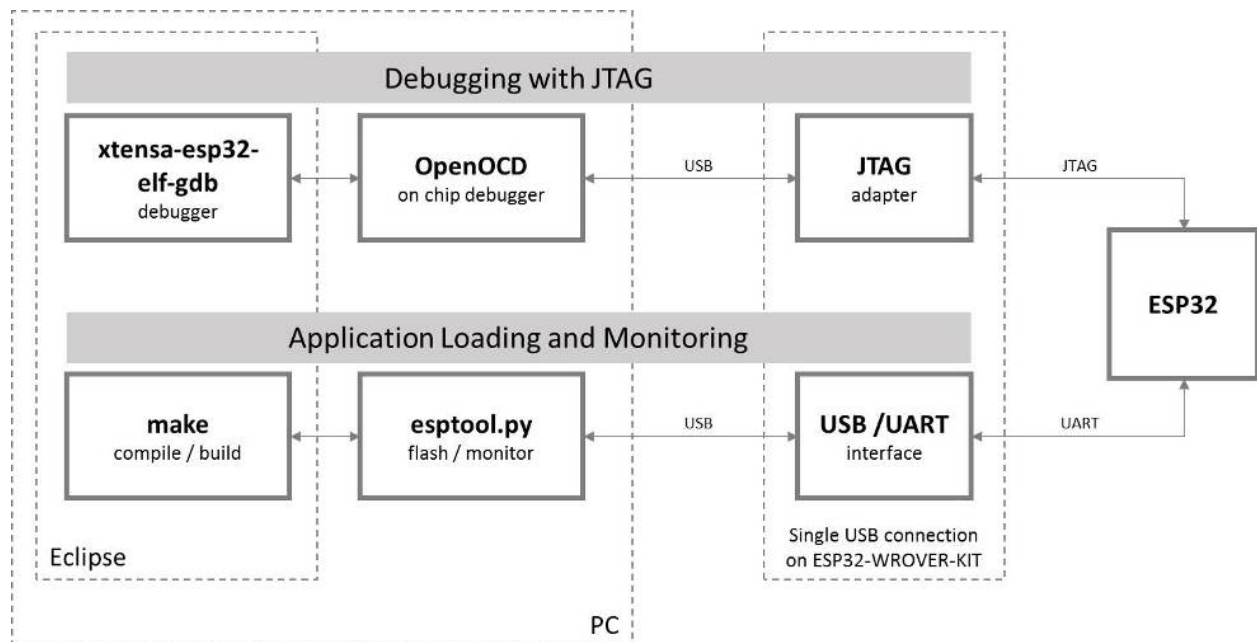 Debugging with JTAG
xtensa-esp32-
elf-gdb
debugger
OpenOCD
on chip debugger
USB
JTAG
adapter
JTAG
ESP32
Application Loading and Monitoring
make
compile / build
esptool.py
flash / monitor
USB
USB /UART
interface
UART
Eclipse
Single USB connection
on ESP32-WROVER-KIT
PC